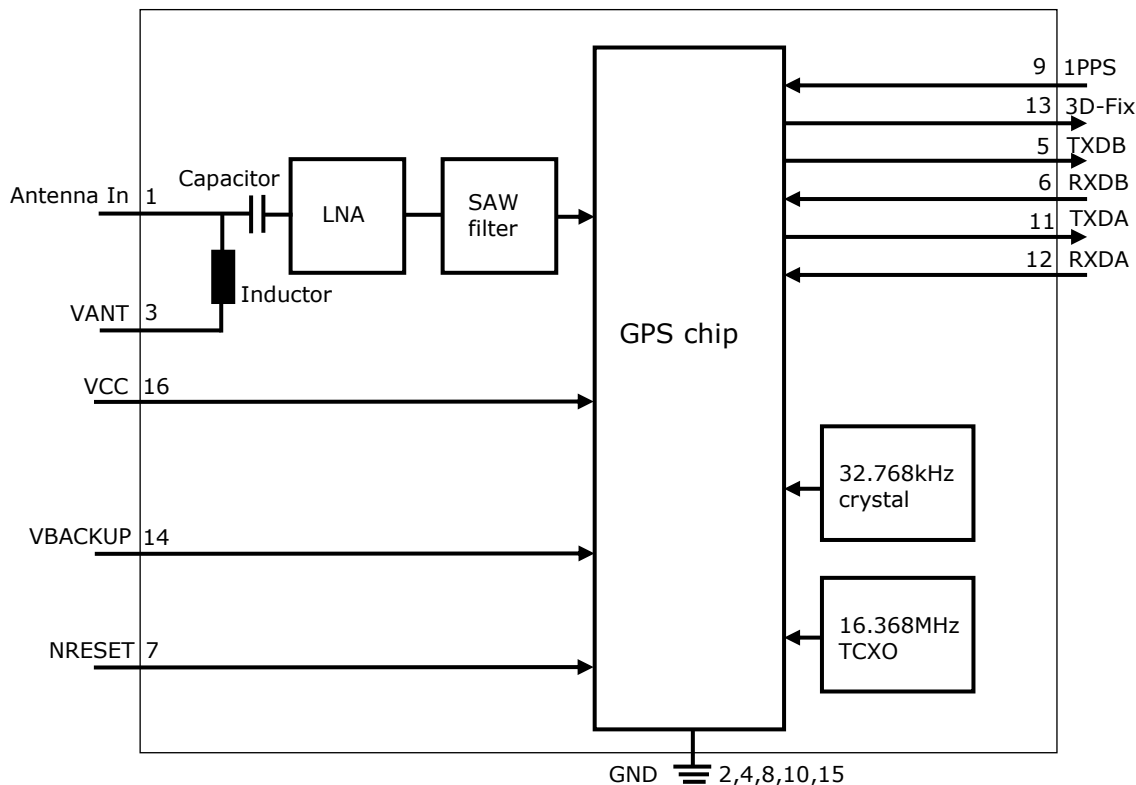 9 1PPS
13 3D-Fix
5 TXDB
6 RXDB
11 TXDA
12 RXDA
Antenna In 1
Capacitor
LNA
SAW
filter
Inductor
VANT 3
GPS chip
VCC 16
32.768kHz
crystal
VBACKUP 14
16.368MHz
TCXO
NRESET 7
GND 2,4,8,10,15